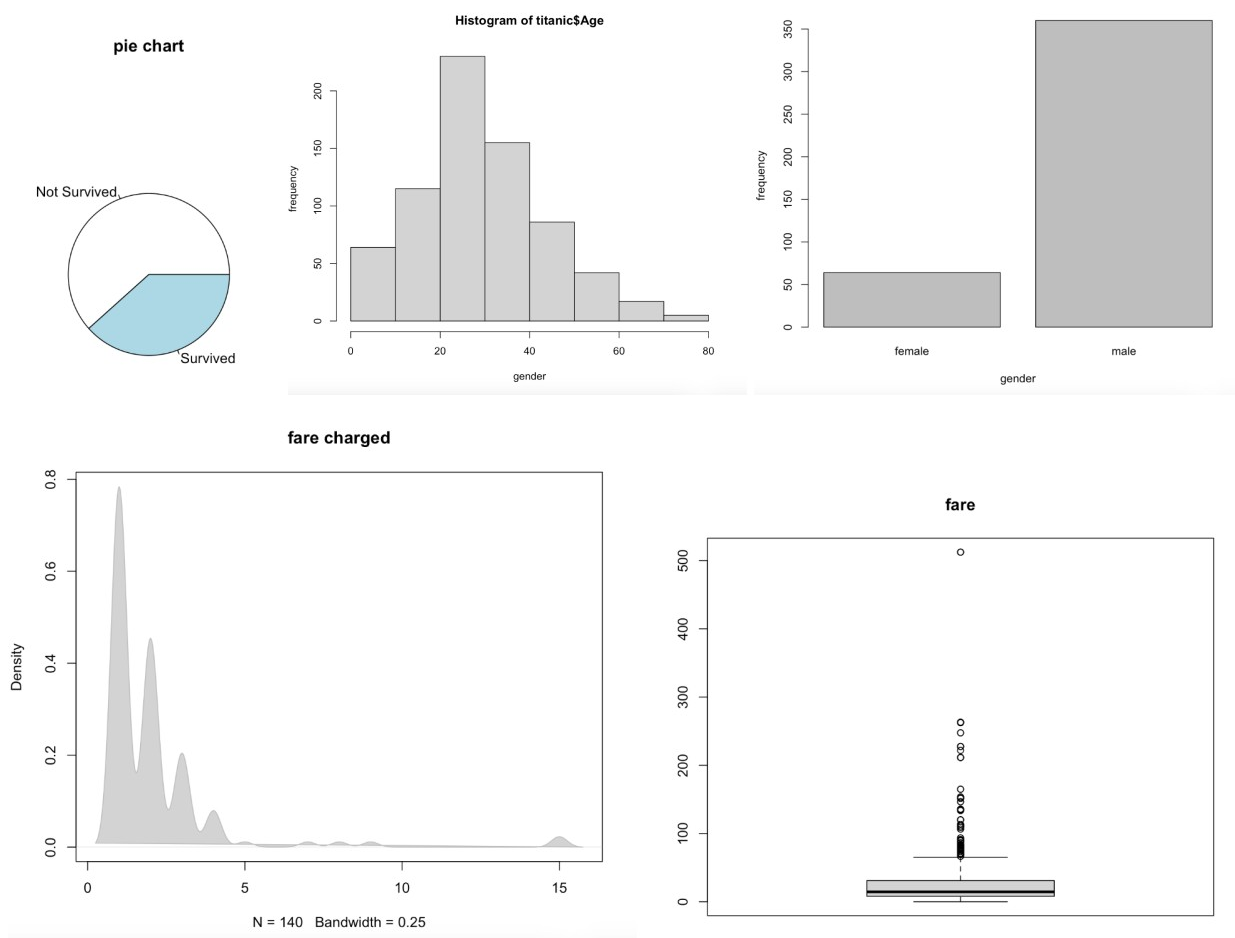 pie chart
Not Survived
Survived
Histogram of titanic$Age
frequency
200
150
100
50
0
0 20 40 60 80
gender
frequency
350
300
250
200
150
100
50
0
female male
gender
fare charged
Density
0.8
0.6
0.4
0.2
0.0
0 5 10 15
N = 140 Bandwidth = 0.25
fare
500
400
300
200
100
0